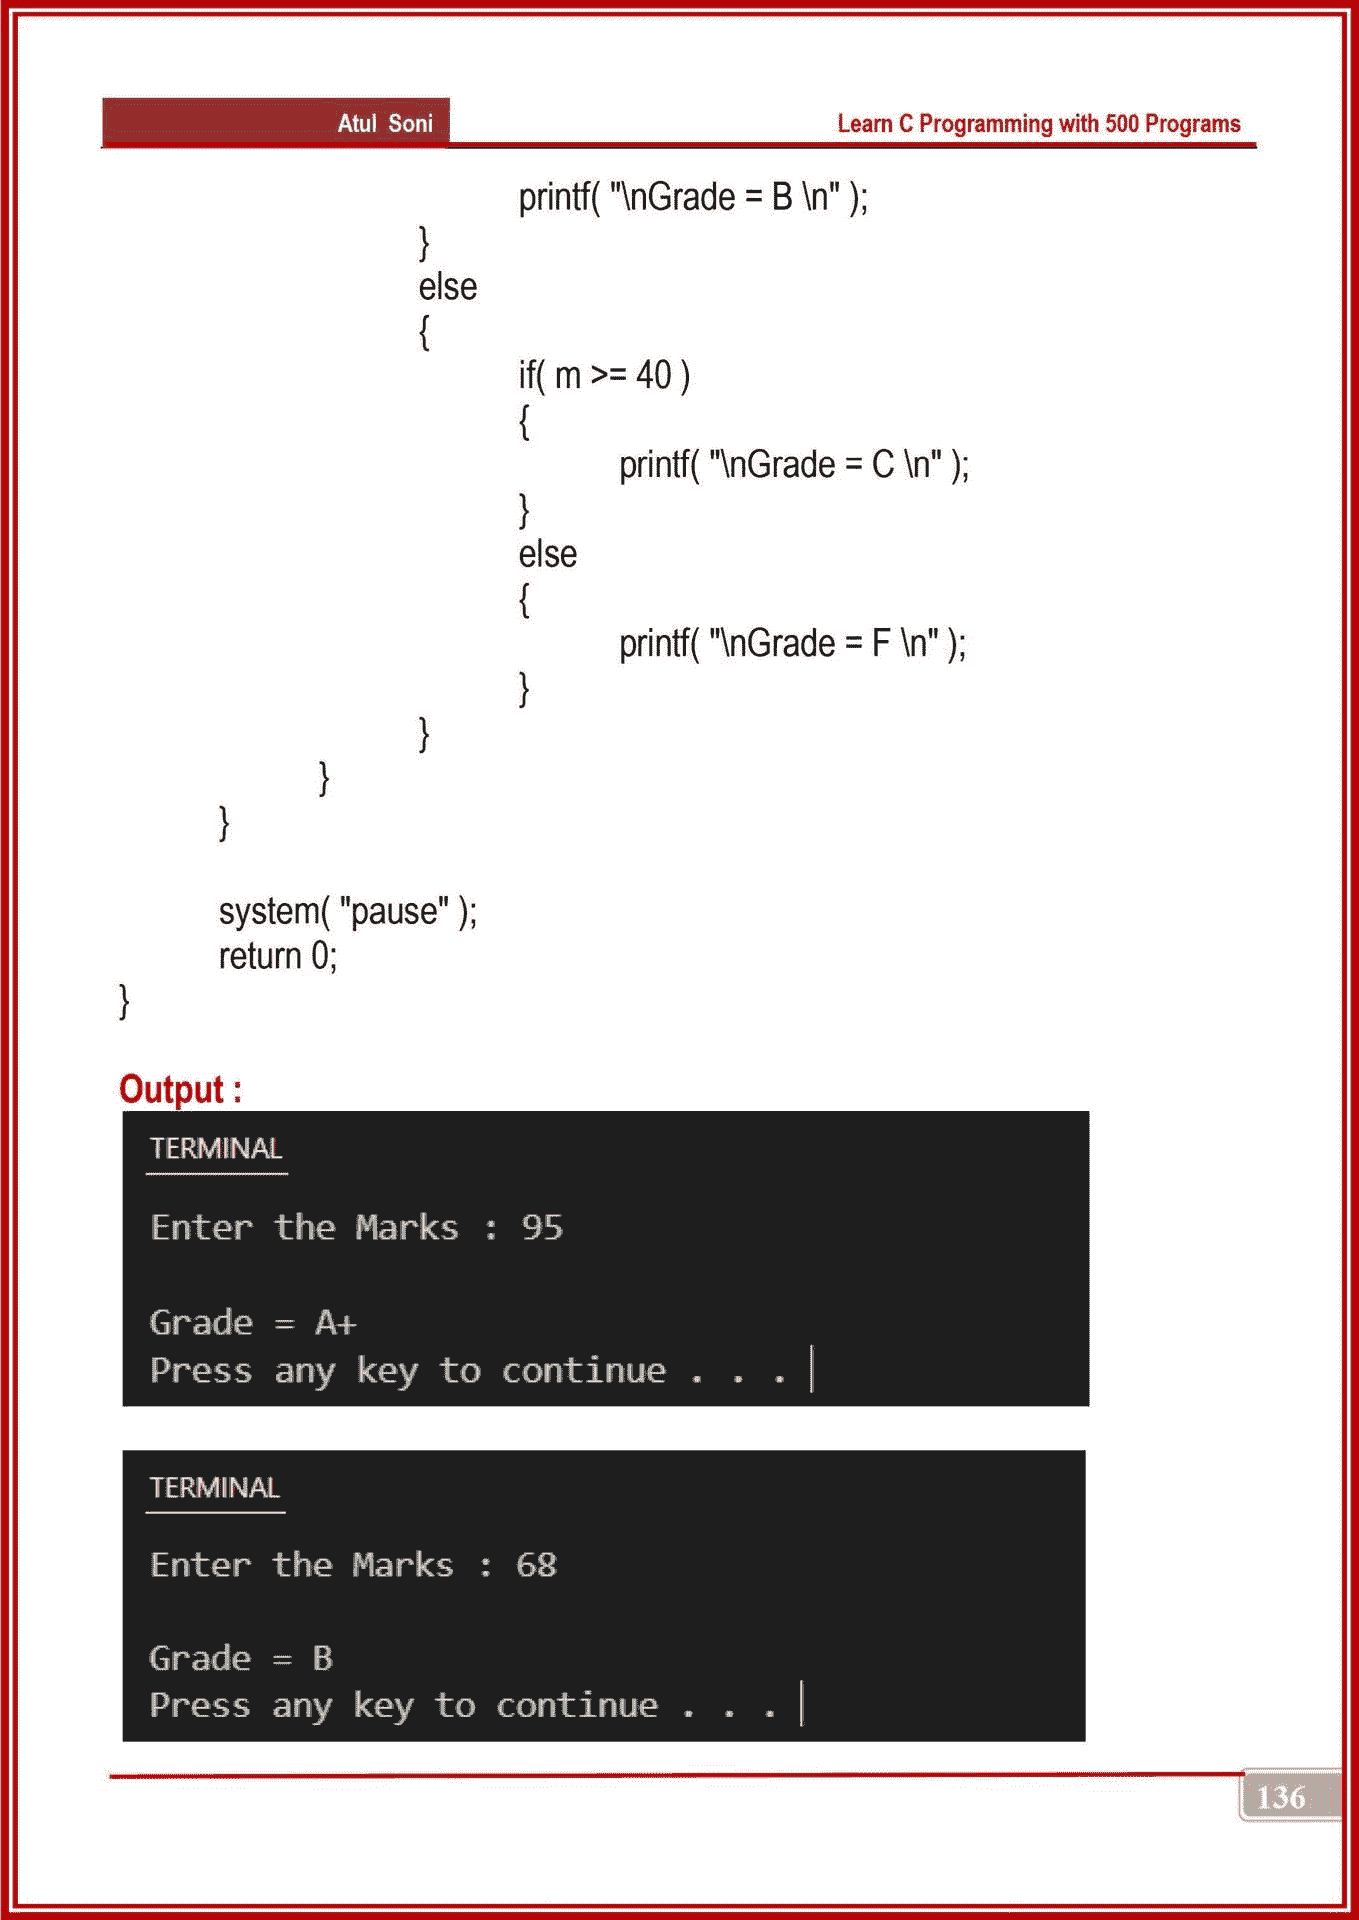 Atul Soni
Learn C Programming with 500 Programs
printf( "\nGrade = B \n" );
}
else
{
if( m >= 40 )
{
printf( "\nGrade = C \n" );
}
else
{
printf( "\nGrade = F \n" );
}
}
}
}
system( "pause" );
return 0;
}
Output :
TERMINAL
Enter the Marks : 95
Grade = A+
Press any key to continue . . .
TERMINAL
Enter the Marks : 68
Grade = B
Press any key to continue . . .
136